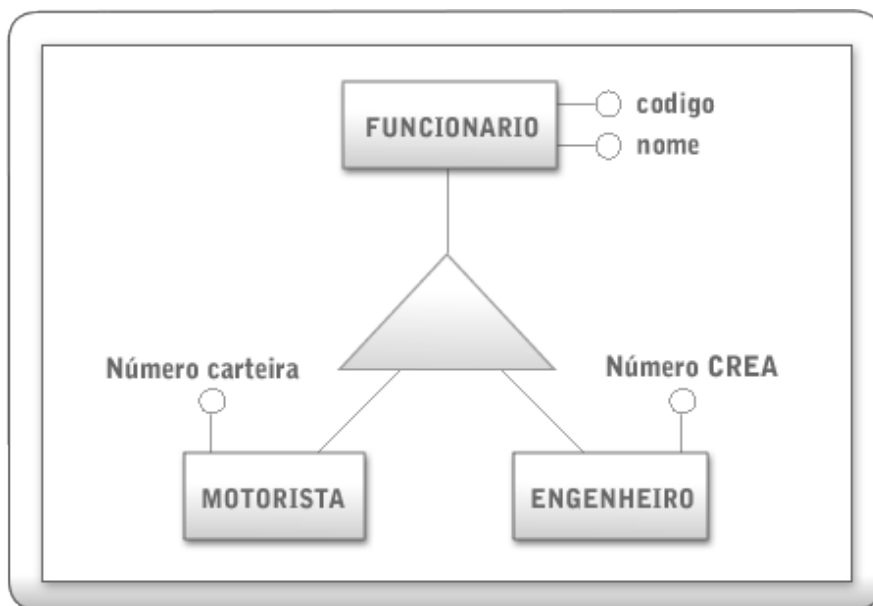 FUNCIONARIO
codigo
nome
Número carteira
Número CREA
MOTORISTA
ENGENHEIRO